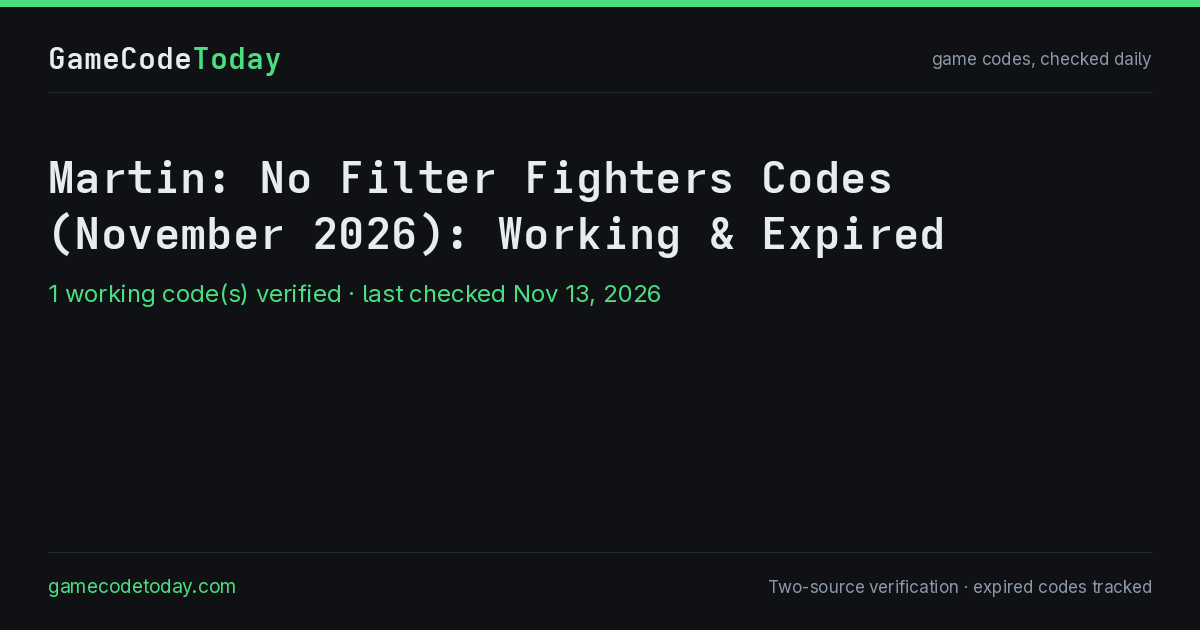 GameCodeToday
game codes, checked daily
Martin: No Filter Fighters Codes
(November 2026): Working & Expired
1 working code(s) verified · last checked Nov 13, 2026
gamecodetoday.com
Two-source verification · expired codes tracked